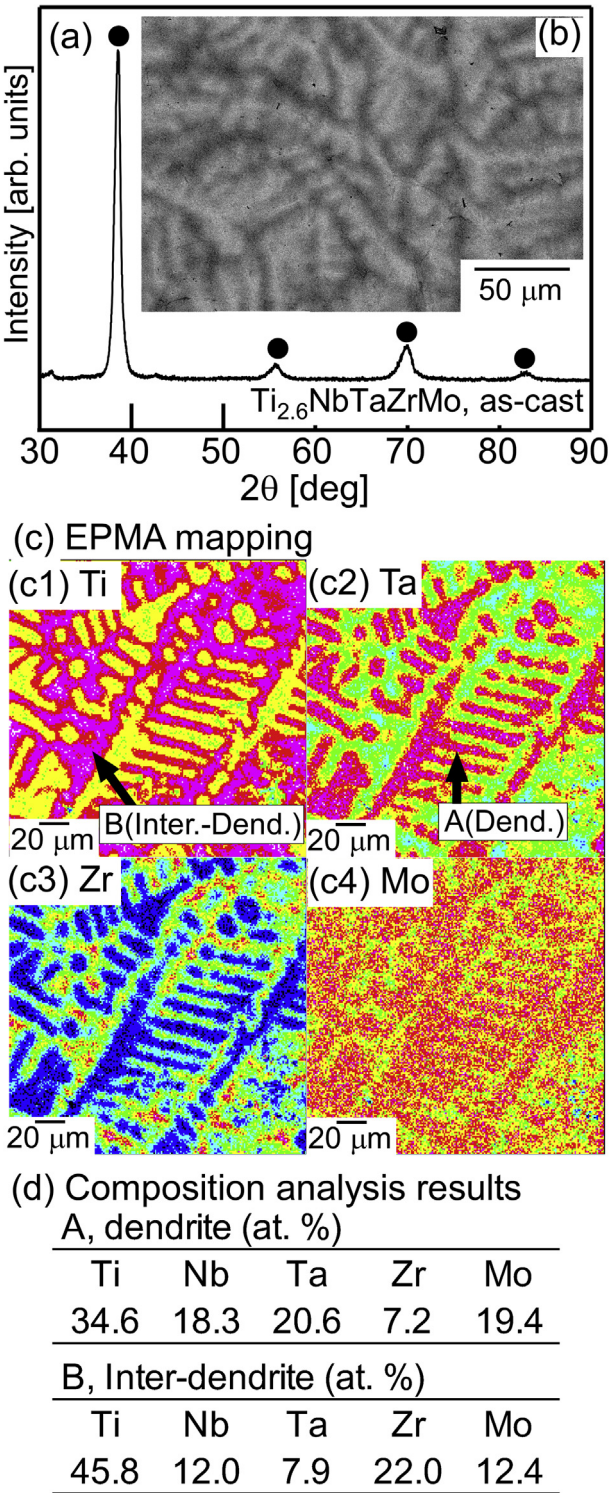 (a)
(b)
Intensity [arb. units]
50 μm
Ti2.6NbTaZrMo, as-cast
30 40 50 60 70 80 90
2θ [deg]
(c) EPMA mapping
(c1) Ti
(c2) Ta
B(Inter.-Dend.)
A(Dend.)
20 μm
20 μm
(c3) Zr
(c4) Mo
20 μm
20 μm
(d) Composition analysis results
A, dendrite (at. %)
Ti Nb Ta Zr Mo
34.6 18.3 20.6 7.2 19.4
B, Inter-dendrite (at. %)
Ti Nb Ta Zr Mo
45.8 12.0 7.9 22.0 12.4